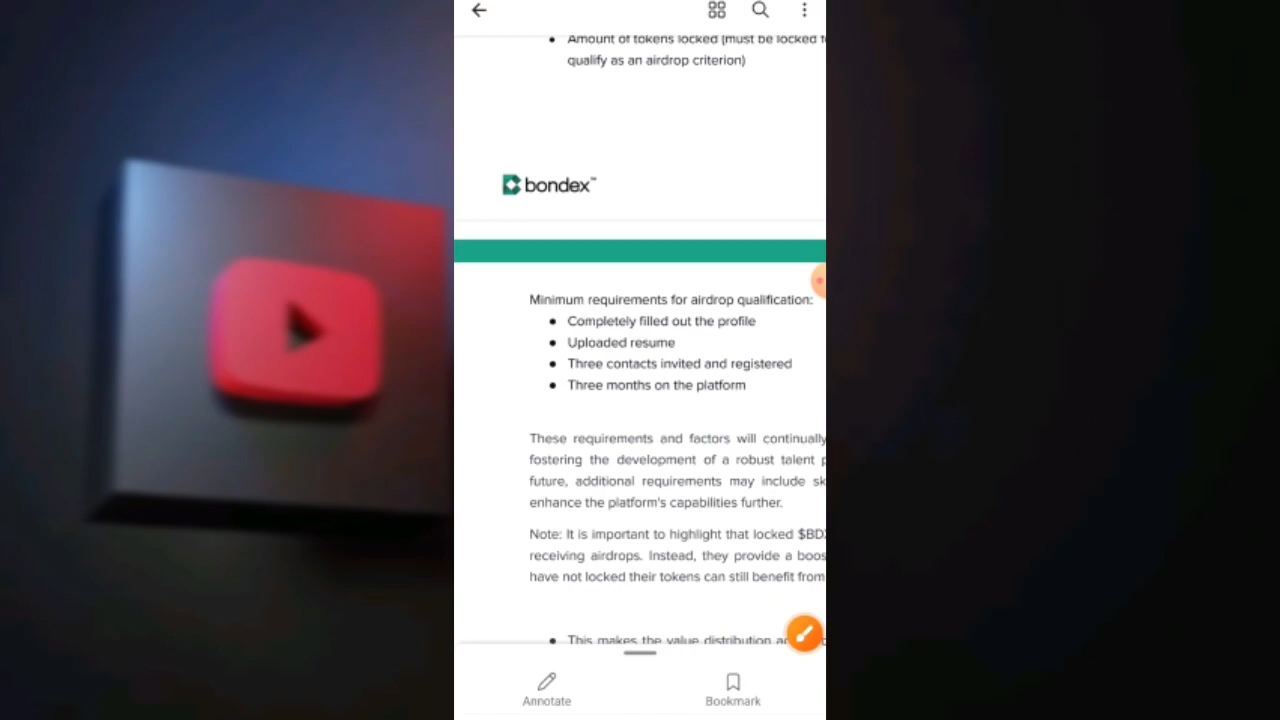 Amount of tokens locked (must be locked
qualify as an airdrop criterion)
bondex™
Minimum requirements for airdrop qualification:
Completely filled out the profile
Uploaded resume
Three contacts invited and registered
Three months on the platform
These requirements and factors will continually
fostering the development of a robust talent
future, additional requirements may include
enhance the platform's capabilities further.
Note: It is important to highlight that locked
receiving airdrops. Instead, they provide a
have not locked their tokens can still benefit from
This makes the value distribution
Annotate
Bookmark